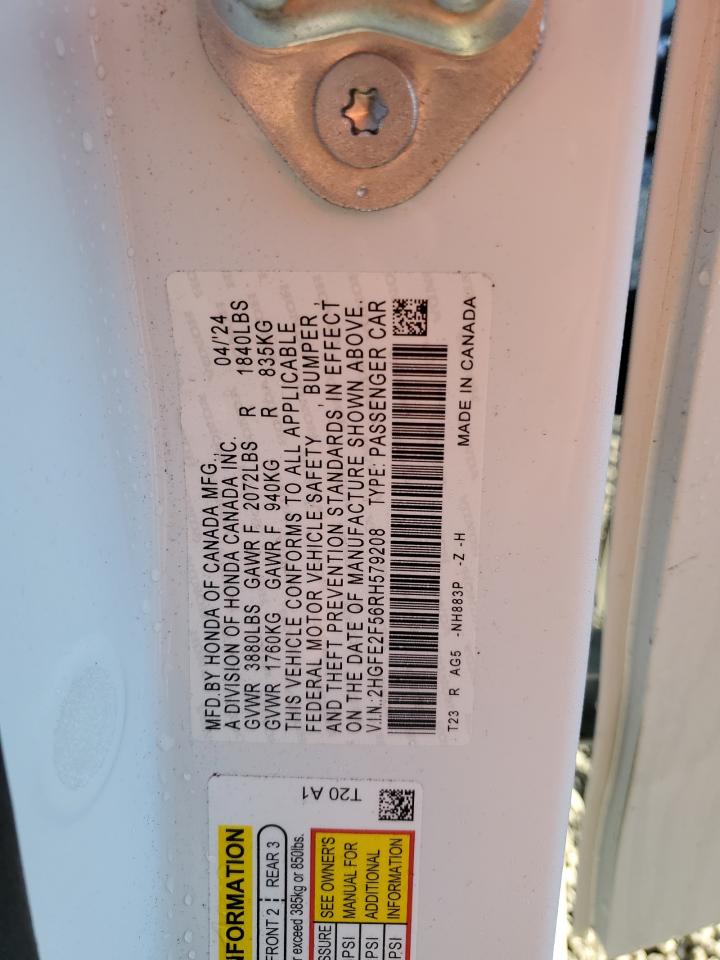 MFD.BY HONDA OF CANADA MFG., 04/'24
A DIVISION OF HONDA CANADA INC.
GVWR 3880LBS GAWR F 2072LBS R 1840LBS
GVWR 1760KG GAWR F 940KG R 835KG
THIS VEHICLE CONFORMS TO ALL APPLICABLE
FEDERAL MOTOR VEHICLE SAFETY , BUMPER ,
AND THEFT PREVENTION STANDARDS IN EFFECT
ON THE DATE OF MANUFACTURE SHOWN ABOVE.
V.I.N.:2HGFE2F56RH579208 TYPE: PASSENGER CAR
T23 R AG5 -NH883P -Z -H
MADE IN CANADA
T20 A1
FORMATION
FRONT 2 REAR 3
exceed 385kg or 850lbs.
SEE OWNER'S
PSI MANUAL FOR
PSI ADDITIONAL
PSI INFORMATION